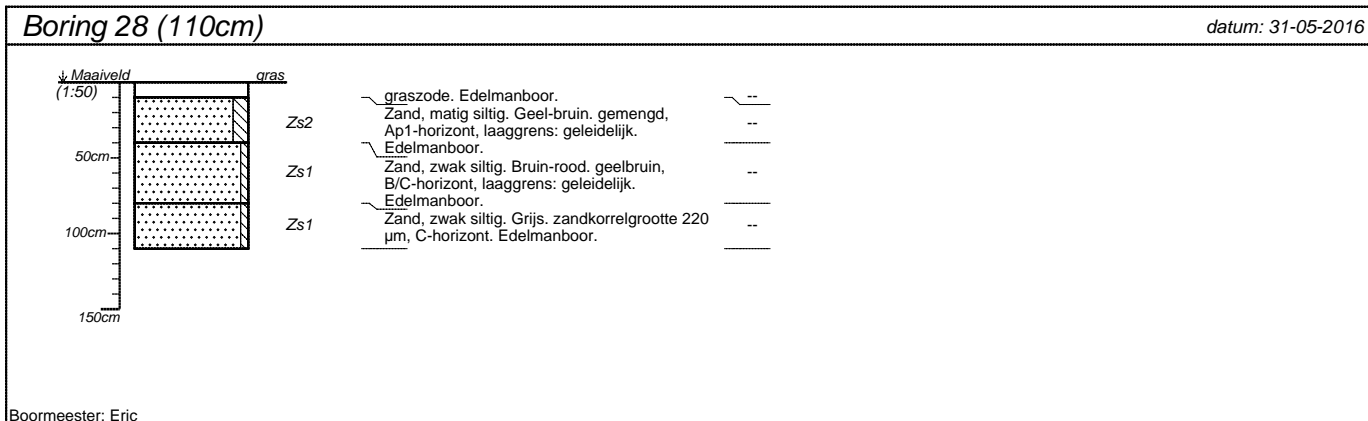 Boring 28 (110cm)
datum: 31-05-2016
Maaiveld
gras
(1:50)
graszode. Edelmanboor.
--
Zs2
Zand, matig siltig. Geel-bruin. gemengd,
Ap1-horizont, laaggrens: geleidelijk.
Edelmanboor.
--
50cm
Zs1
Zand, zwak siltig. Bruin-rood. geelbruin,
B/C-horizont, laaggrens: geleidelijk.
Edelmanboor.
--
100cm
Zs1
Zand, zwak siltig. Grijs. zandkorrelgrootte 220
µm, C-horizont. Edelmanboor.
--
150cm
Boormeester: Eric